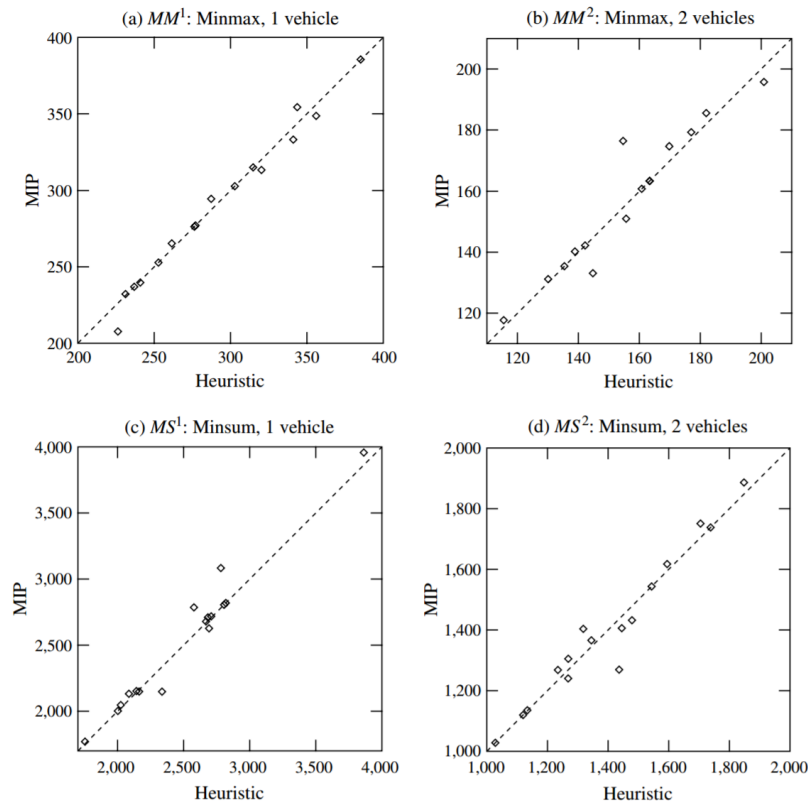 (a) MM¹: Minmax, 1 vehicle
400
350
300
250
200
MIP
200 250 300 350 400
Heuristic
(b) MM²: Minmax, 2 vehicles
200
180
160
140
120
MIP
120 140 160 180 200
Heuristic
(c) MS¹: Minsum, 1 vehicle
4,000
3,500
3,000
2,500
2,000
MIP
2,000 2,500 3,000 3,500 4,000
Heuristic
(d) MS²: Minsum, 2 vehicles
2,000
1,800
1,600
1,400
1,200
1,000
MIP
1,000 1,200 1,400 1,600 1,800 2,000
Heuristic